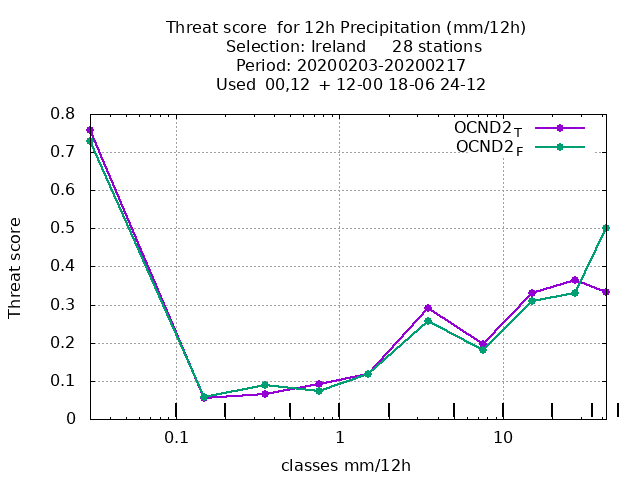 Threat score  for 12h Precipitation (mm/12h)
Selection: Ireland     28 stations
Period: 20200203-20200217
Used  00,12  + 12-00 18-06 24-12
OCND2T
OCND2F
0.8
0.7
0.6
0.5
0.4
0.3
0.2
0.1
0
Threat score
0.1
1
10
classes mm/12h